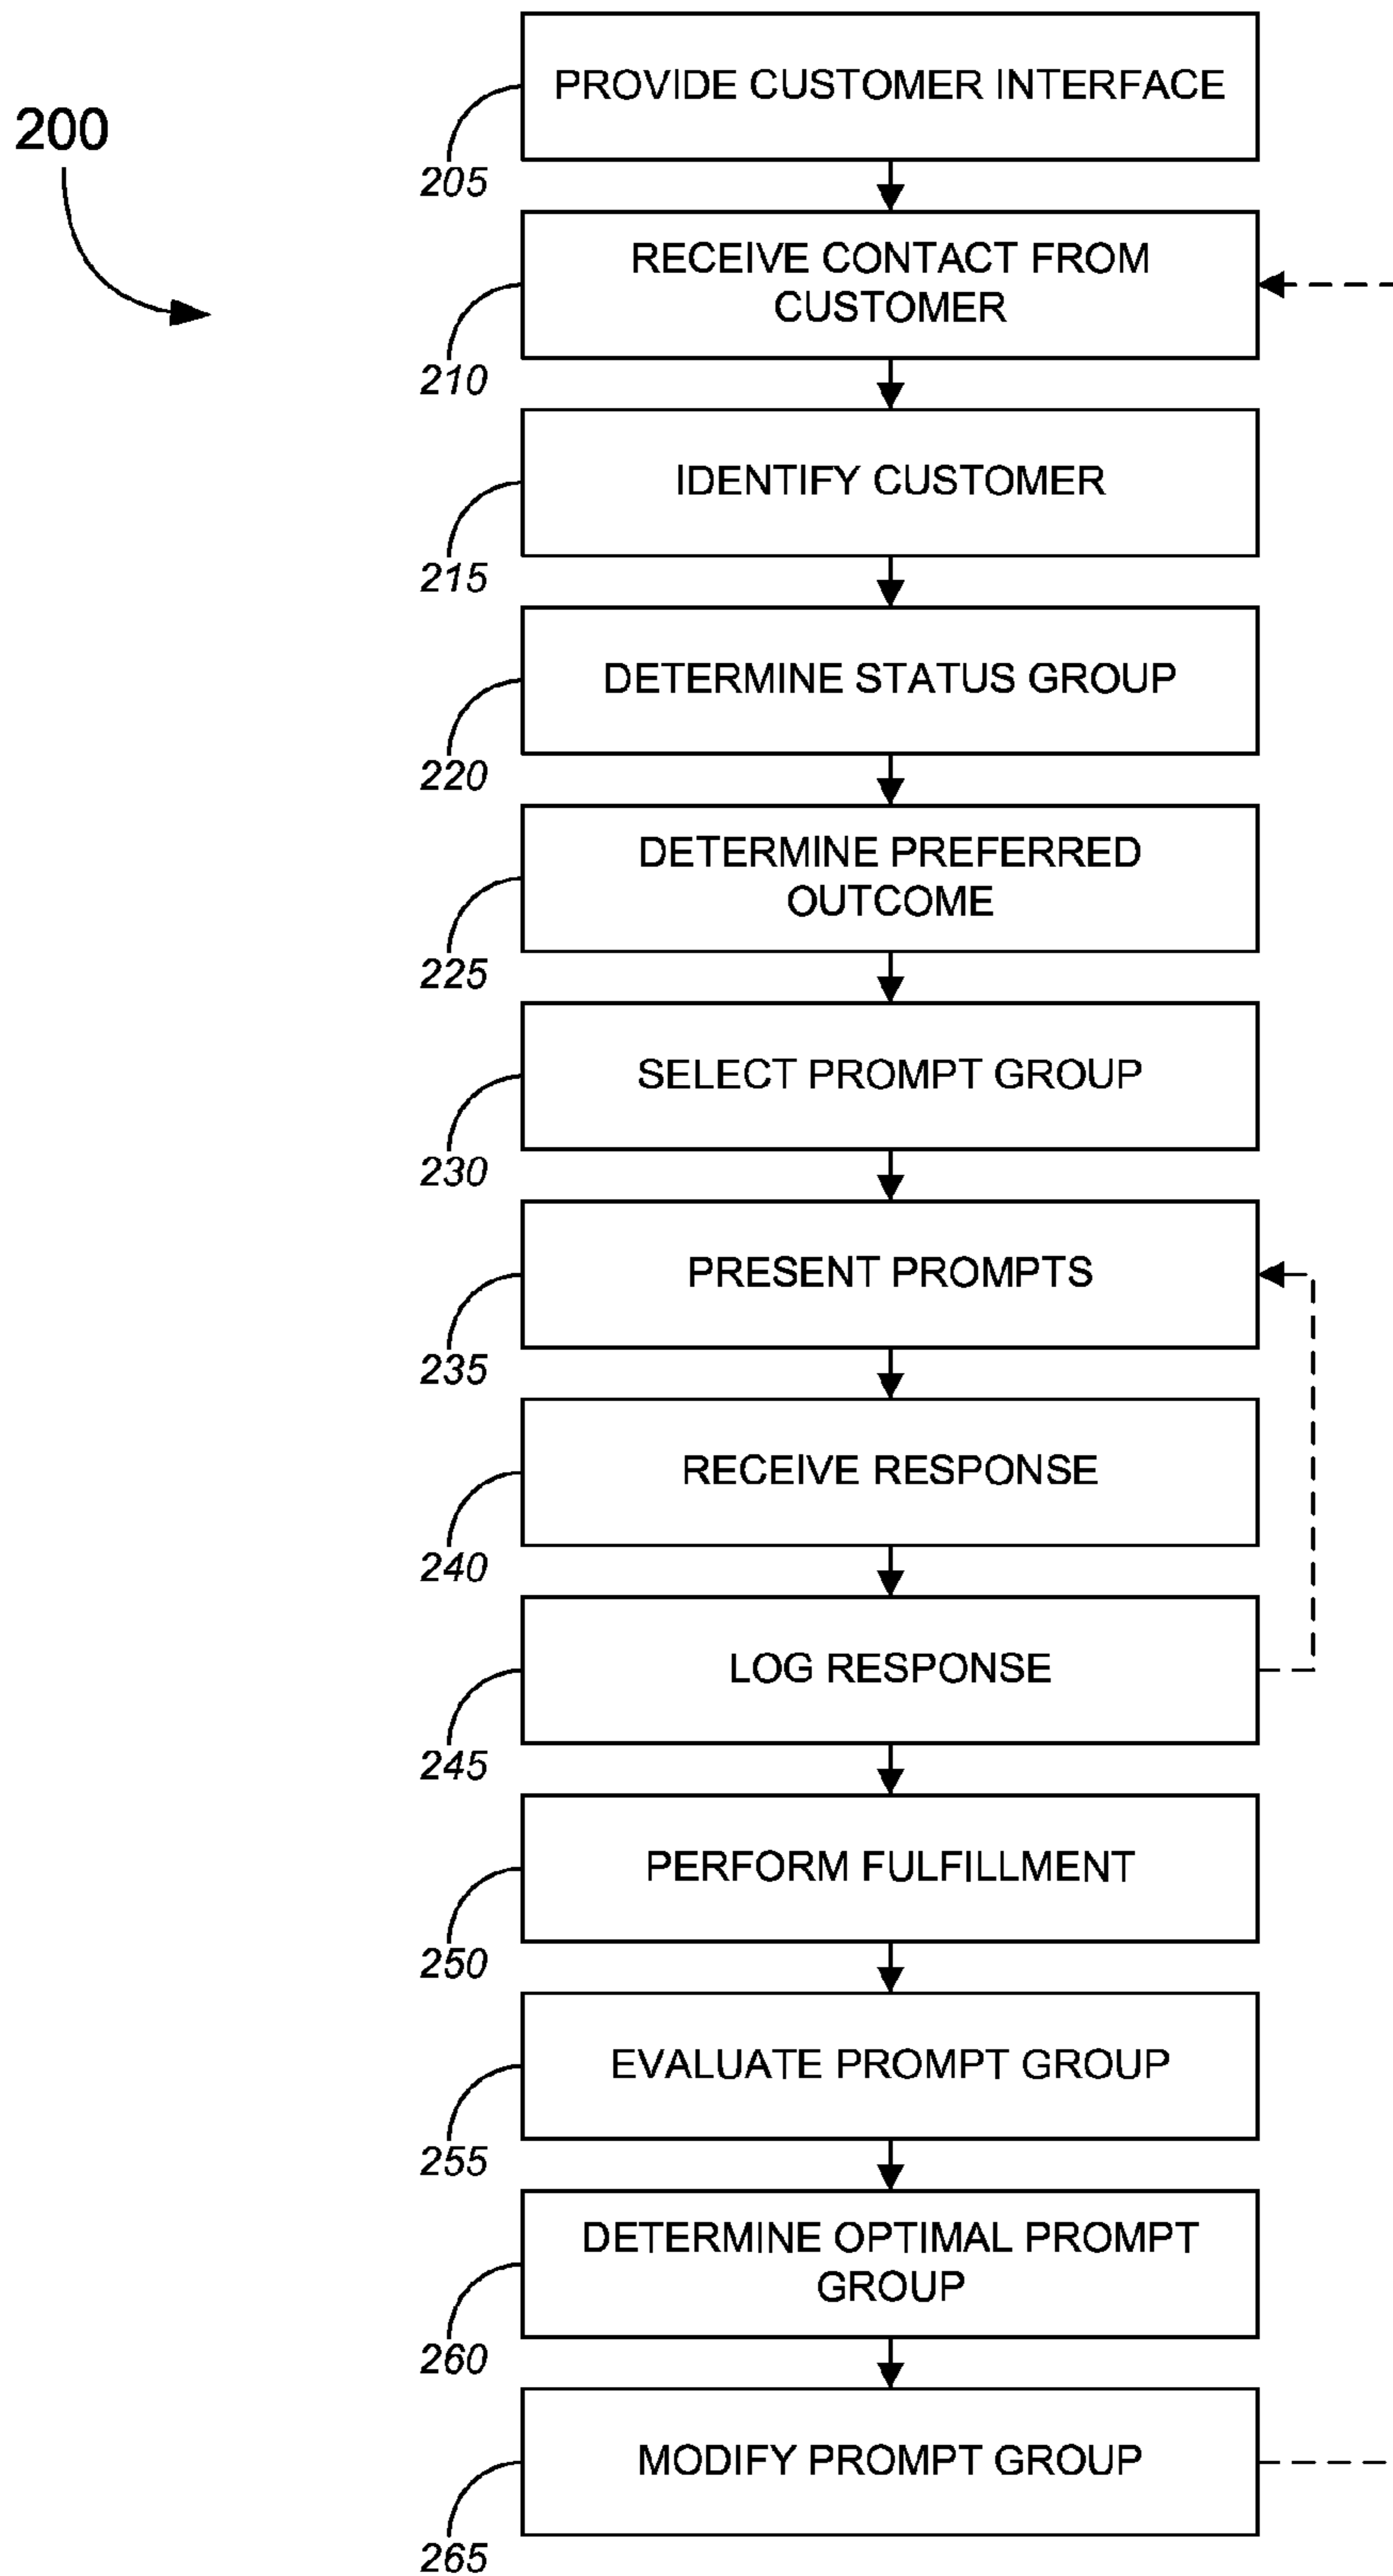 PROVIDE CUSTOMER INTERFACE
200
205
RECEIVE CONTACT FROM
CUSTOMER
210
IDENTIFY CUSTOMER
215
DETERMINE STATUS GROUP
220
DETERMINE PREFERRED
OUTCOME
225
SELECT PROMPT GROUP
230
PRESENT PROMPTS
235
RECEIVE RESPONSE
240
LOG RESPONSE
245
PERFORM FULFILLMENT
250
EVALUATE PROMPT GROUP
255
DETERMINE OPTIMAL PROMPT
GROUP
260
MODIFY PROMPT GROUP
265